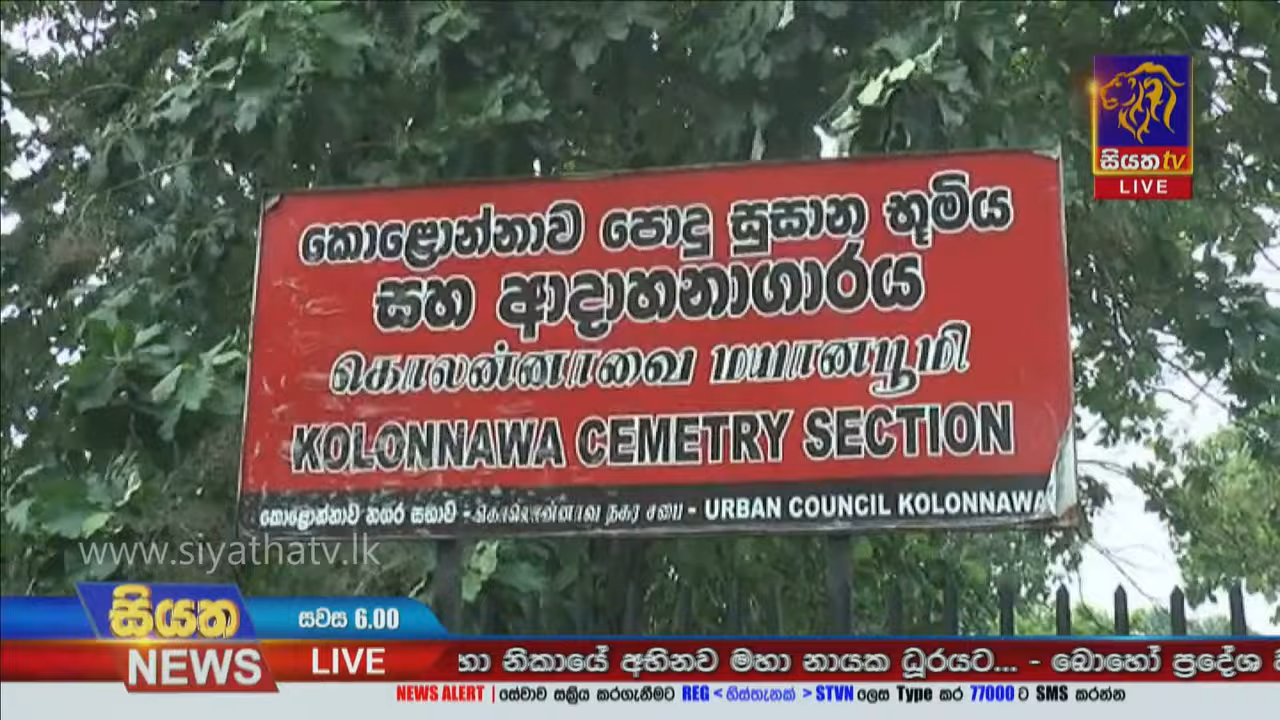 සියත tv
LIVE
කොළොන්නාව පොදු සුසාන භූමිය
සහ ආදාහනාගාරය
கொலன்னாவை மயானபூமி
KOLONNAWA CEMETRY SECTION
කොළොන්නාව නගර සභාව - கொலொன்னாவ நகர சபை - URBAN COUNCIL KOLONNAWA
www.siyathatv.lk
සියත සවස 6.00
NEWS LIVE හා නිකායේ අභිනව මහා නායක ධූරයට... - බොහෝ ප්‍රදේශ
NEWS ALERT | සේවාව සක්‍රිය කරගැනීමට REG < හිස්තැනක් > STVN ලෙස Type කර 77000 ට SMS කරන්න